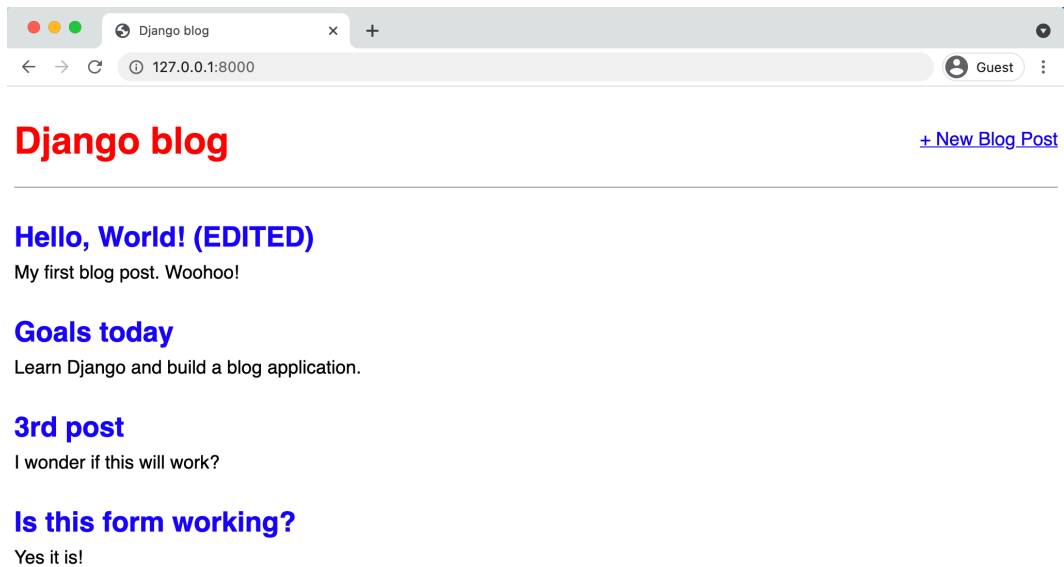 Django blog
127.0.0.1:8000
Guest
Django blog
+ New Blog Post
Hello, World! (EDITED)
My first blog post. Woohoo!
Goals today
Learn Django and build a blog application.
3rd post
I wonder if this will work?
Is this form working?
Yes it is!